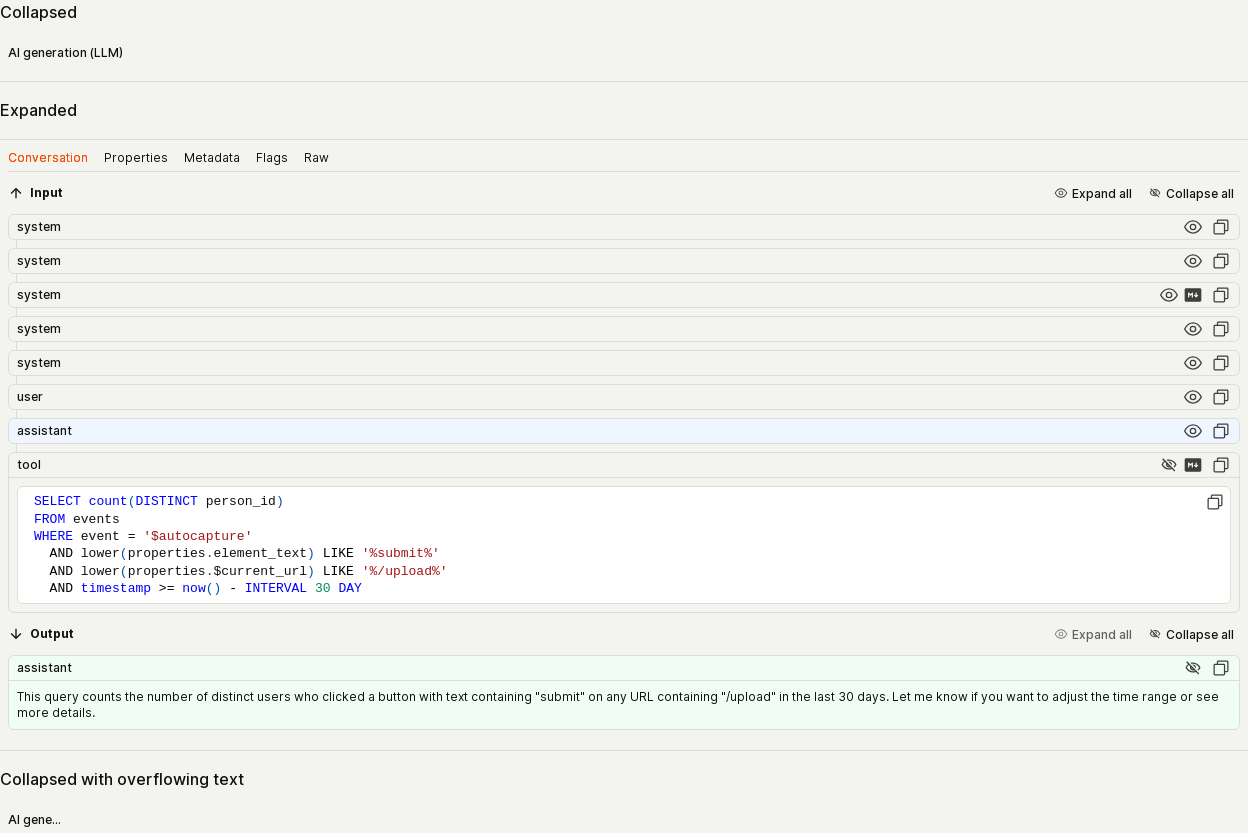 Collapsed
AI generation (LLM)
Expanded
Conversation Properties Metadata Flags Raw
Input Expand all Collapse all
system
system
system M↓
system
system
user
assistant
tool M↓
SELECT count(DISTINCT person_id)
FROM events
WHERE event = '$autocapture'
  AND lower(properties.element_text) LIKE '%submit%'
  AND lower(properties.$current_url) LIKE '%/upload%'
  AND timestamp >= now() - INTERVAL 30 DAY
Output Expand all Collapse all
assistant
This query counts the number of distinct users who clicked a button with text containing "submit" on any URL containing "/upload" in the last 30 days. Let me know if you want to adjust the time range or see
more details.
Collapsed with overflowing text
AI gene...